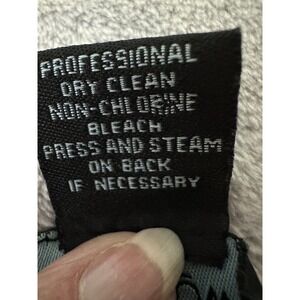 PROFESSIONAL
DRY CLEAN
NON-CHLORINE
BLEACH
PRESS AND STEAM
ON BACK
IF NECESSARY